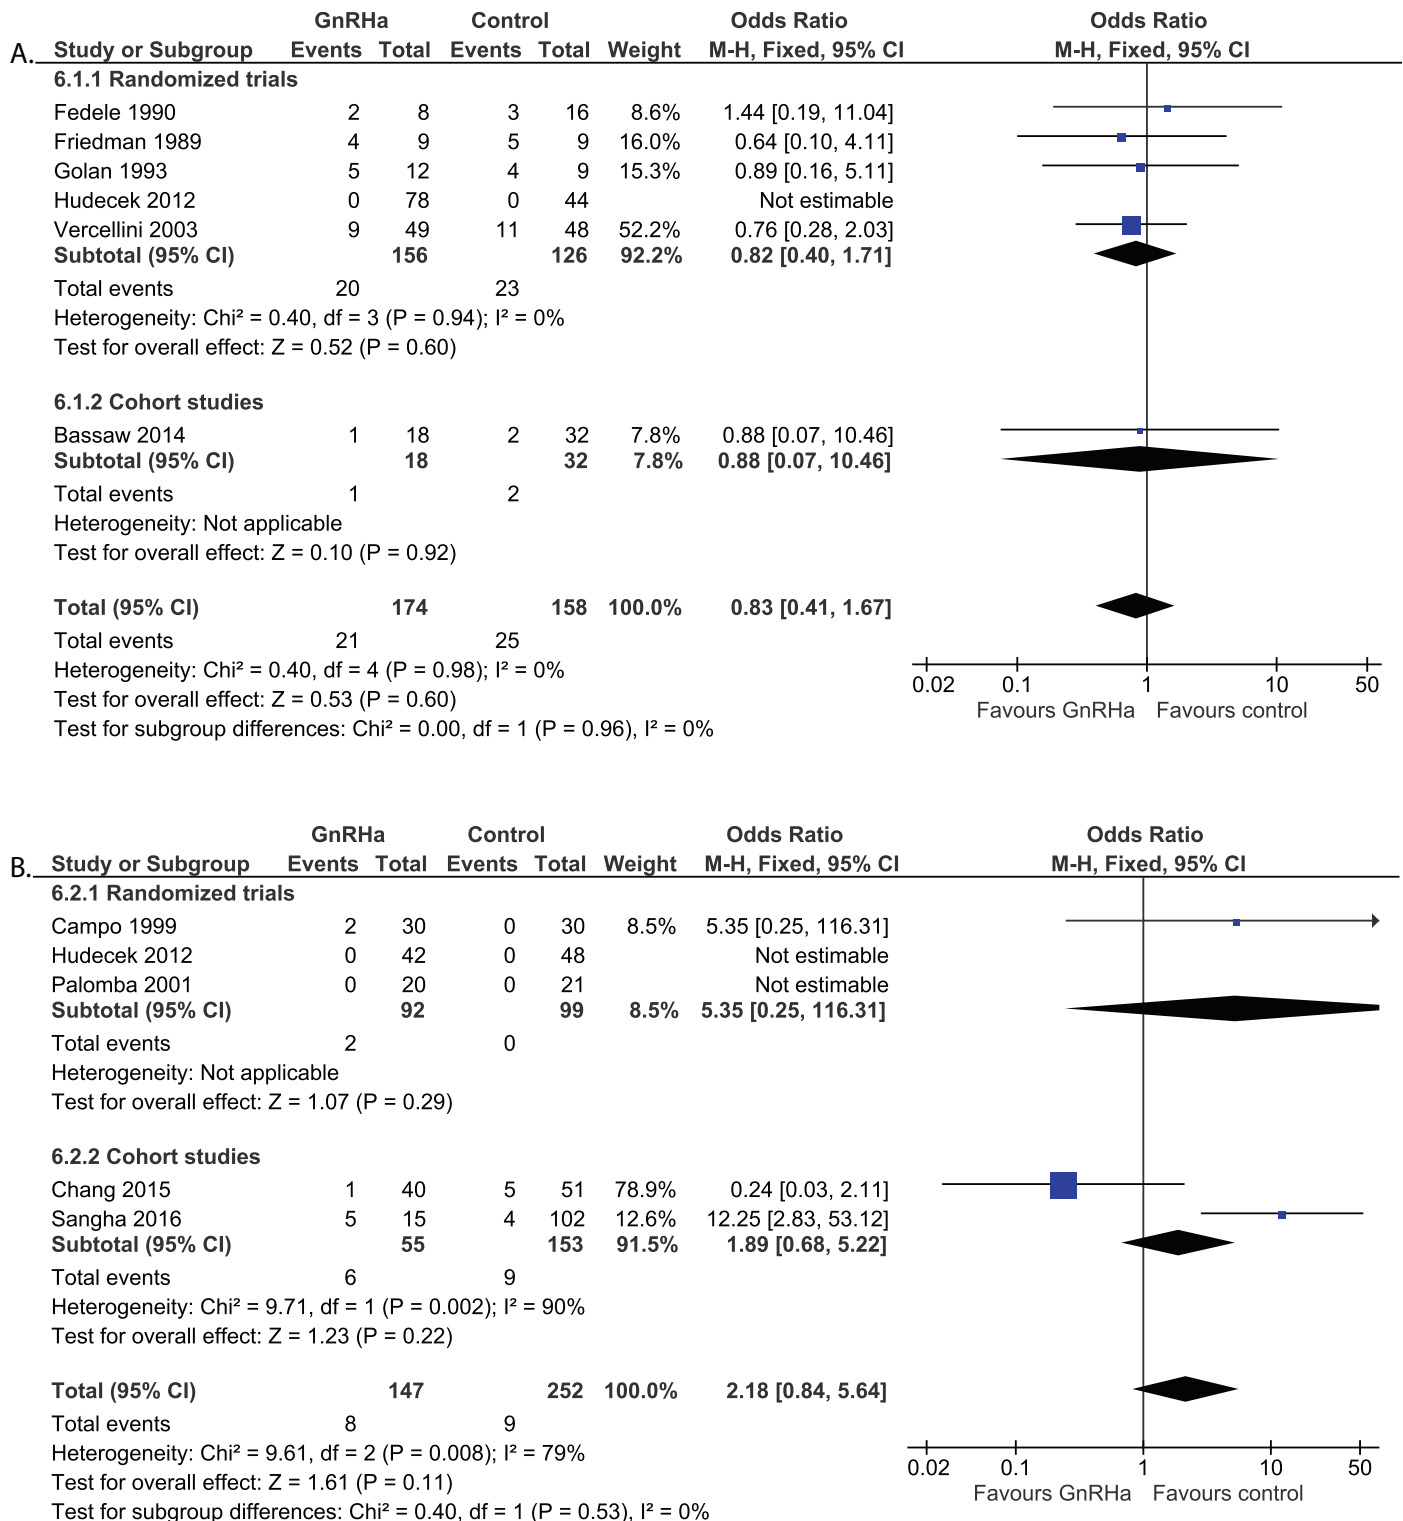 GnRHa Control Odds Ratio Odds Ratio
A. Study or Subgroup Events Total Events Total Weight M-H, Fixed, 95% CI M-H, Fixed, 95% CI
6.1.1 Randomized trials
Fedele 1990 2 8 3 16 8.6% 1.44 [0.19, 11.04]
Friedman 1989 4 9 5 9 16.0% 0.64 [0.10, 4.11]
Golan 1993 5 12 4 9 15.3% 0.89 [0.16, 5.11]
Hudecek 2012 0 78 0 44 Not estimable
Vercellini 2003 9 49 11 48 52.2% 0.76 [0.28, 2.03]
Subtotal (95% CI) 156 126 92.2% 0.82 [0.40, 1.71]
Total events 20 23
Heterogeneity: Chi² = 0.40, df = 3 (P = 0.94); I² = 0%
Test for overall effect: Z = 0.52 (P = 0.60)
6.1.2 Cohort studies
Bassaw 2014 1 18 2 32 7.8% 0.88 [0.07, 10.46]
Subtotal (95% CI) 18 32 7.8% 0.88 [0.07, 10.46]
Total events 1 2
Heterogeneity: Not applicable
Test for overall effect: Z = 0.10 (P = 0.92)
Total (95% CI) 174 158 100.0% 0.83 [0.41, 1.67]
Total events 21 25
Heterogeneity: Chi² = 0.40, df = 4 (P = 0.98); I² = 0%
Test for overall effect: Z = 0.53 (P = 0.60)
Test for subgroup differences: Chi² = 0.00, df = 1 (P = 0.96), I² = 0%
0.02 0.1 1 10 50
Favours GnRHa Favours control
GnRHa Control Odds Ratio Odds Ratio
B. Study or Subgroup Events Total Events Total Weight M-H, Fixed, 95% CI M-H, Fixed, 95% CI
6.2.1 Randomized trials
Campo 1999 2 30 0 30 8.5% 5.35 [0.25, 116.31]
Hudecek 2012 0 42 0 48 Not estimable
Palomba 2001 0 20 0 21 Not estimable
Subtotal (95% CI) 92 99 8.5% 5.35 [0.25, 116.31]
Total events 2 0
Heterogeneity: Not applicable
Test for overall effect: Z = 1.07 (P = 0.29)
6.2.2 Cohort studies
Chang 2015 1 40 5 51 78.9% 0.24 [0.03, 2.11]
Sangha 2016 5 15 4 102 12.6% 12.25 [2.83, 53.12]
Subtotal (95% CI) 55 153 91.5% 1.89 [0.68, 5.22]
Total events 6 9
Heterogeneity: Chi² = 9.71, df = 1 (P = 0.002); I² = 90%
Test for overall effect: Z = 1.23 (P = 0.22)
Total (95% CI) 147 252 100.0% 2.18 [0.84, 5.64]
Total events 8 9
Heterogeneity: Chi² = 9.61, df = 2 (P = 0.008); I² = 79%
Test for overall effect: Z = 1.61 (P = 0.11)
Test for subgroup differences: Chi² = 0.40, df = 1 (P = 0.53), I² = 0%
0.02 0.1 1 10 50
Favours GnRHa Favours control